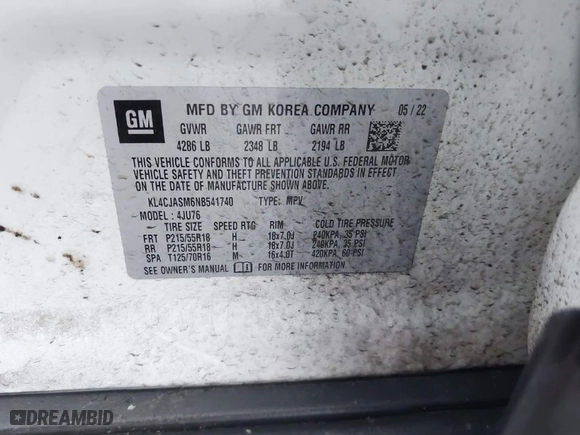 GM
MFD BY GM KOREA COMPANY 05/22
GVWR GAWR FRT GAWR RR
4286 LB 2348 LB 2194 LB
THIS VEHICLE CONFORMS TO ALL APPLICABLE U.S. FEDERAL MOTOR
VEHICLE SAFETY AND THEFT PREVENTION STANDARDS IN EFFECT
ON THE DATE OF MANUFACTURE SHOWN ABOVE.
KL4CJASM6NB541740 TYPE: MPV
MODEL: 4JU76
TIRE SIZE SPEED RTG RIM COLD TIRE PRESSURE
FRT P215/55R18 H 18x7.0J 240KPA, 35 PSI
RR P215/55R18 H 18x7.0J 240KPA, 35 PSI
SPA T125/70R16 M 16x4.0T 420KPA, 60 PSI
SEE OWNER'S MANUAL FOR MORE INFORMATION.
DREAMBID